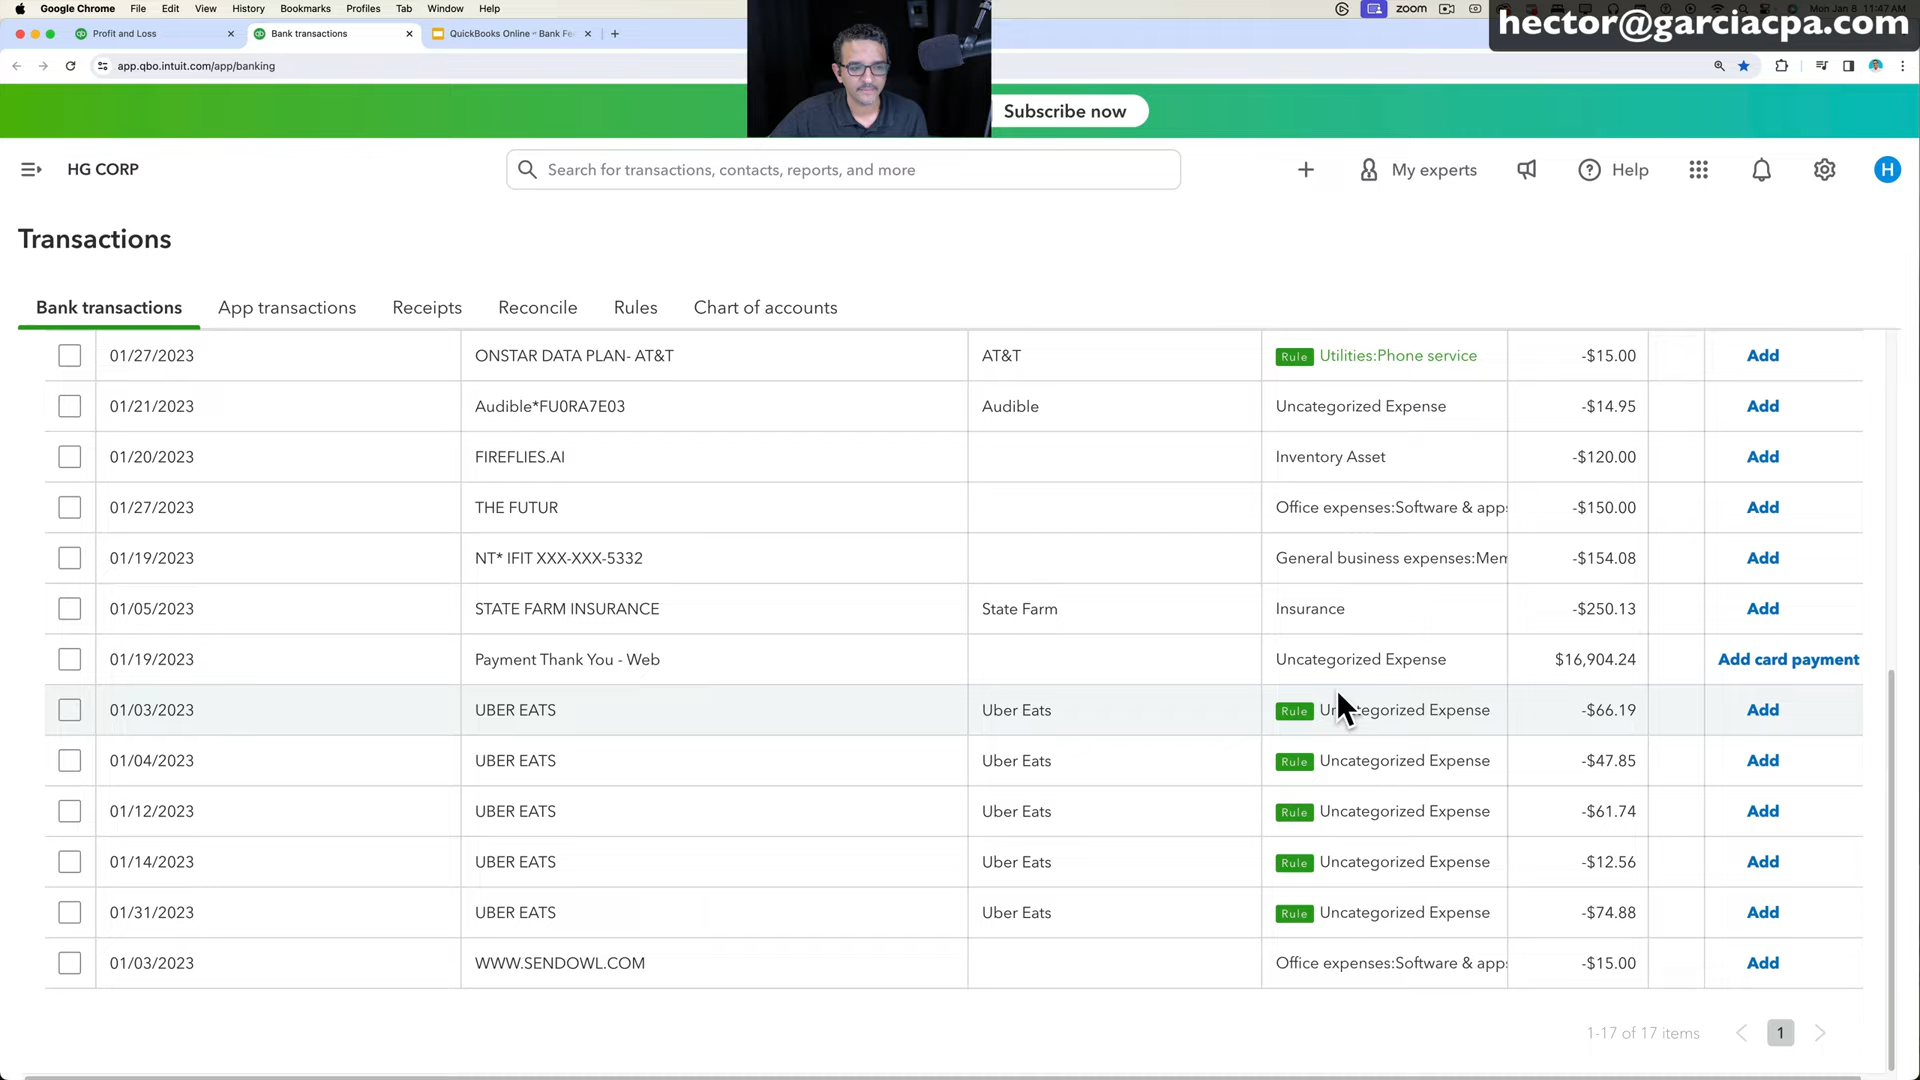 Google Chrome File Edit View History Bookmarks Profiles Tab Window Help
zoom
Mon Jan 8 11:47 AM
hector@garciacpa.com
Profit and Loss
Bank transactions
QuickBooks Online – Bank Fe
app.qbo.intuit.com/app/banking
Subscribe now
HG CORP
Search for transactions, contacts, reports, and more
My experts
Help
H
Transactions
Bank transactions App transactions Receipts Reconcile Rules Chart of accounts
01/27/2023 ONSTAR DATA PLAN- AT&T AT&T Rule Utilities:Phone service -$15.00 Add
01/21/2023 Audible*FU0RA7E03 Audible Uncategorized Expense -$14.95 Add
01/20/2023 FIREFLIES.AI Inventory Asset -$120.00 Add
01/27/2023 THE FUTUR Office expenses:Software & apps -$150.00 Add
01/19/2023 NT* IFIT XXX-XXX-5332 General business expenses:Mem -$154.08 Add
01/05/2023 STATE FARM INSURANCE State Farm Insurance -$250.13 Add
01/19/2023 Payment Thank You - Web Uncategorized Expense $16,904.24 Add card payment
01/03/2023 UBER EATS Uber Eats Rule Uncategorized Expense -$66.19 Add
01/04/2023 UBER EATS Uber Eats Rule Uncategorized Expense -$47.85 Add
01/12/2023 UBER EATS Uber Eats Rule Uncategorized Expense -$61.74 Add
01/14/2023 UBER EATS Uber Eats Rule Uncategorized Expense -$12.56 Add
01/31/2023 UBER EATS Uber Eats Rule Uncategorized Expense -$74.88 Add
01/03/2023 WWW.SENDOWL.COM Office expenses:Software & apps -$15.00 Add
1-17 of 17 items
1